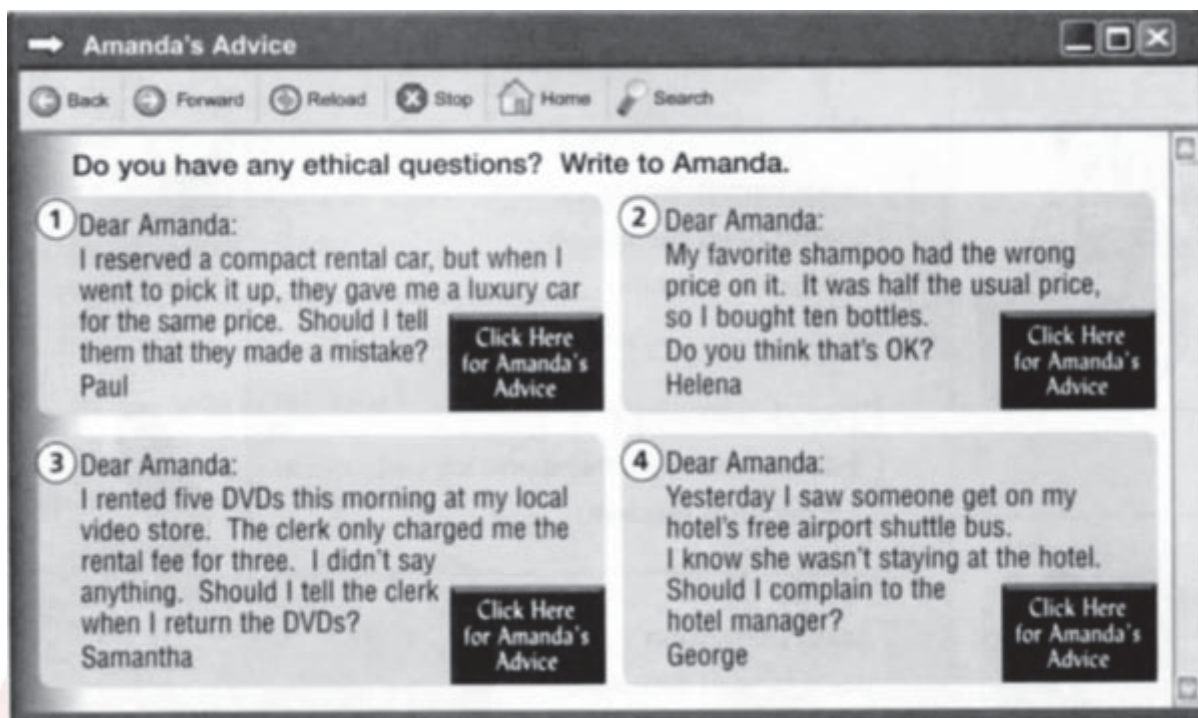 Amanda's Advice
Back Forward Reload Stop Home Search
Do you have any ethical questions? Write to Amanda.
1
Dear Amanda:
I reserved a compact rental car, but when I
went to pick it up, they gave me a luxury car
for the same price. Should I tell
them that they made a mistake?
Paul
Click Here
for Amanda's
Advice
2
Dear Amanda:
My favorite shampoo had the wrong
price on it. It was half the usual price,
so I bought ten bottles.
Do you think that's OK?
Helena
Click Here
for Amanda's
Advice
3
Dear Amanda:
I rented five DVDs this morning at my local
video store. The clerk only charged me the
rental fee for three. I didn't say
anything. Should I tell the clerk
when I return the DVDs?
Samantha
Click Here
for Amanda's
Advice
4
Dear Amanda:
Yesterday I saw someone get on my
hotel's free airport shuttle bus.
I know she wasn't staying at the hotel.
Should I complain to the
hotel manager?
George
Click Here
for Amanda's
Advice